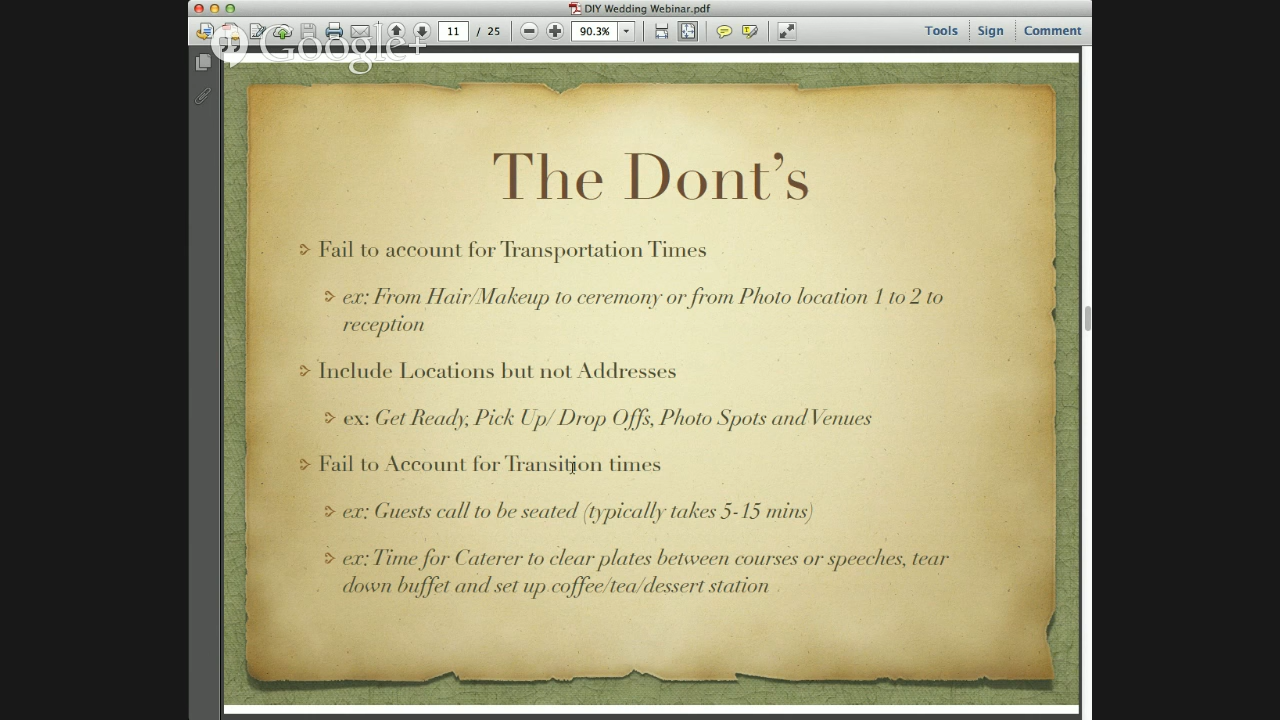 DIY Wedding Webinar.pdf
11 / 25 90.3% Tools Sign Comment
Google+
The Dont's
Fail to account for Transportation Times
ex: From Hair/Makeup to ceremony or from Photo location 1 to 2 to
reception
Include Locations but not Addresses
ex: Get Ready, Pick Up/ Drop Offs, Photo Spots and Venues
Fail to Account for Transition times
ex: Guests call to be seated (typically takes 5-15 mins)
ex: Time for Caterer to clear plates between courses or speeches, tear
down buffet and set up coffee/tea/dessert station